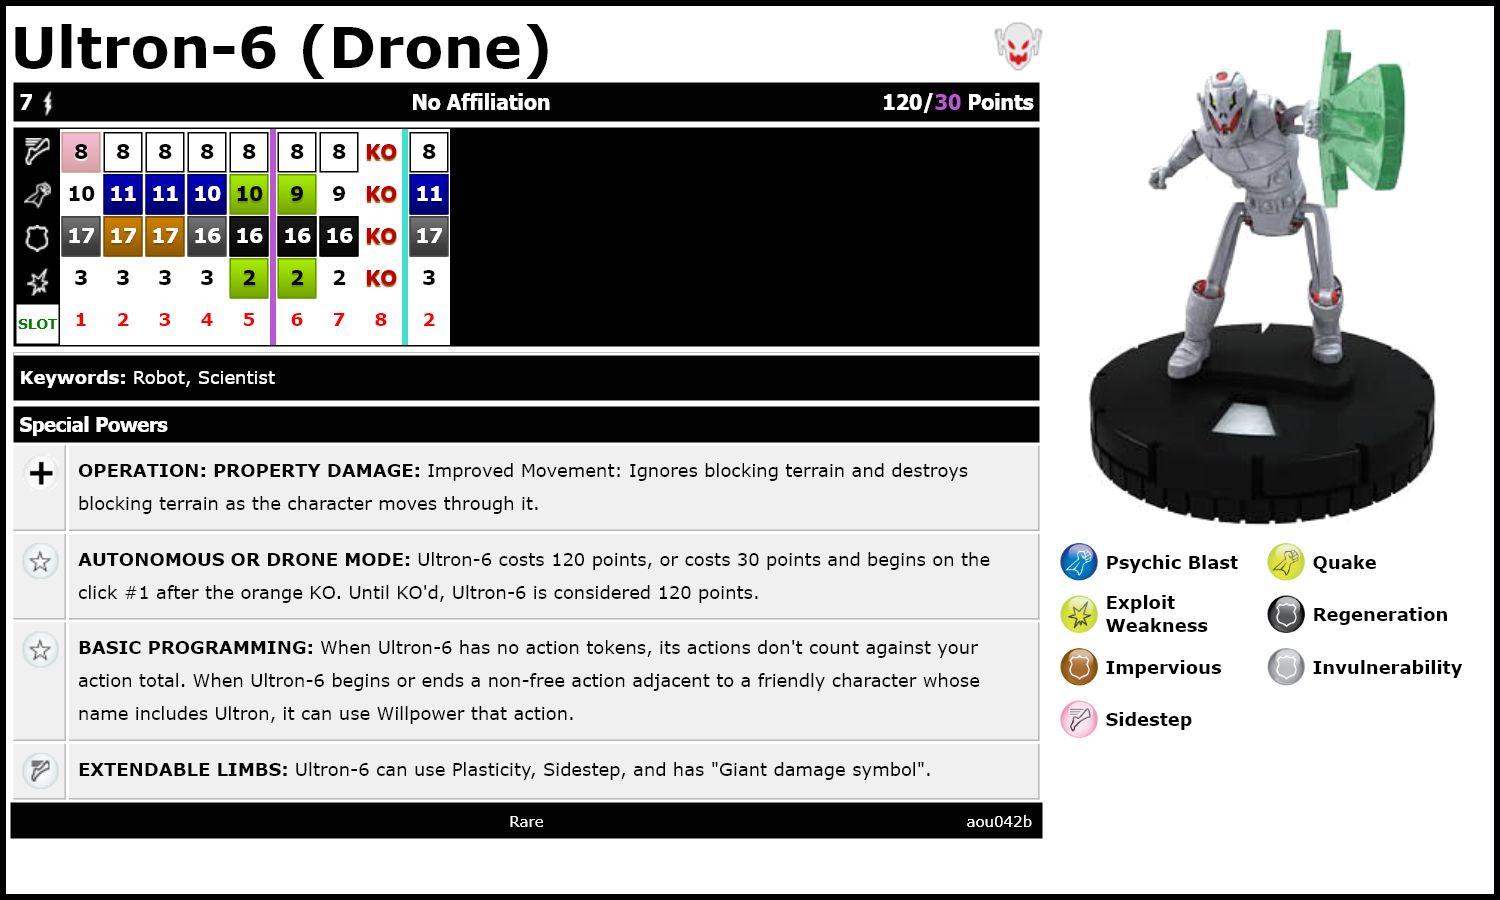 Ultron-6 (Drone)
7 No Affiliation 120/30 Points
8 8 8 8 8 8 8 KO 8
10 11 11 10 10 9 9 KO 11
17 17 17 16 16 16 16 KO 17
3 3 3 3 2 2 2 KO 3
SLOT 1 2 3 4 5 6 7 8 2
Keywords: Robot, Scientist
Special Powers
OPERATION: PROPERTY DAMAGE: Improved Movement: Ignores blocking terrain and destroys
blocking terrain as the character moves through it.
AUTONOMOUS OR DRONE MODE: Ultron-6 costs 120 points, or costs 30 points and begins on the
click #1 after the orange KO. Until KO'd, Ultron-6 is considered 120 points.
BASIC PROGRAMMING: When Ultron-6 has no action tokens, its actions don't count against your
action total. When Ultron-6 begins or ends a non-free action adjacent to a friendly character whose
name includes Ultron, it can use Willpower that action.
EXTENDABLE LIMBS: Ultron-6 can use Plasticity, Sidestep, and has "Giant damage symbol".
Rare aou042b
Psychic Blast Quake
Exploit
Weakness
Regeneration
Impervious Invulnerability
Sidestep